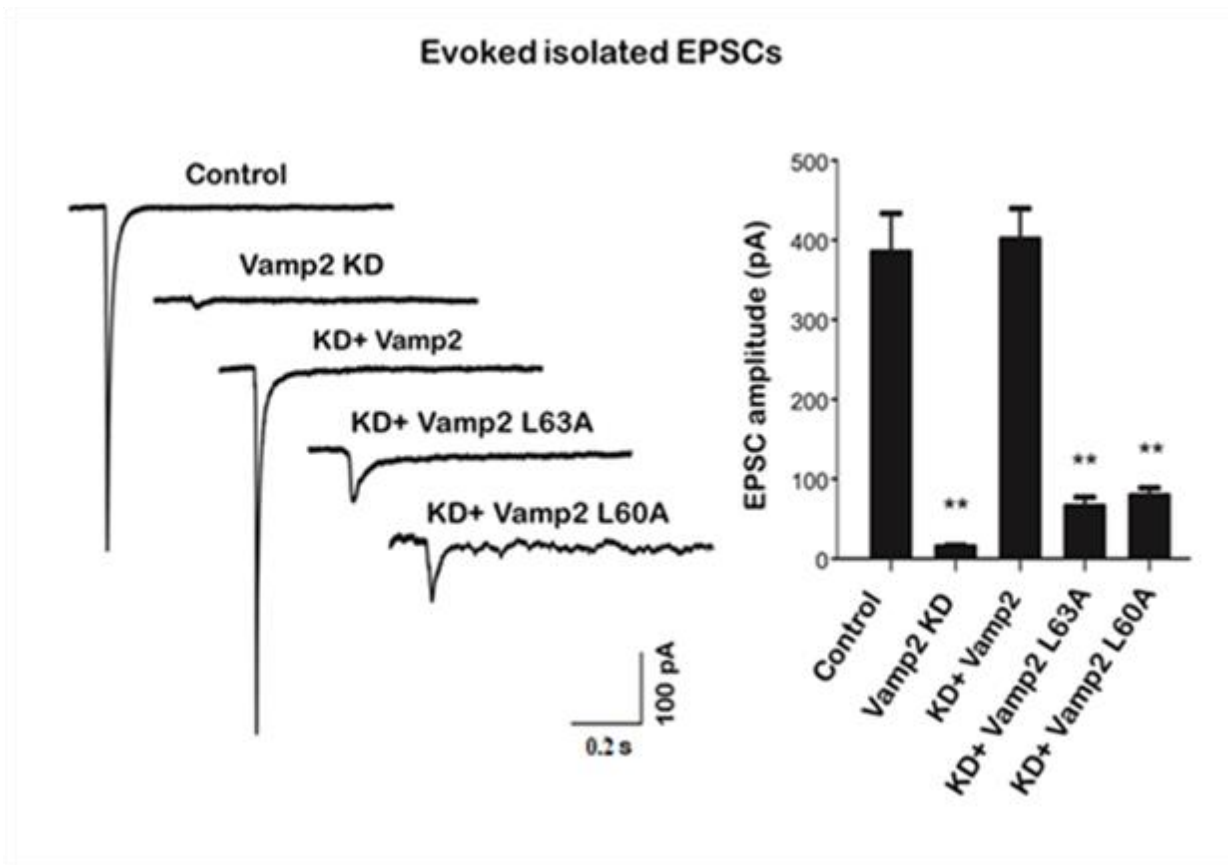 Evoked isolated EPSCs
Control
Vamp2 KD
KD+ Vamp2
KD+ Vamp2 L63A
KD+ Vamp2 L60A
100 pA
0.2 s
EPSC amplitude (pA)
500
400
300
200
100
0
**
**
**
Control
Vamp2 KD
KD+ Vamp2
KD+ Vamp2 L63A
KD+ Vamp2 L60A